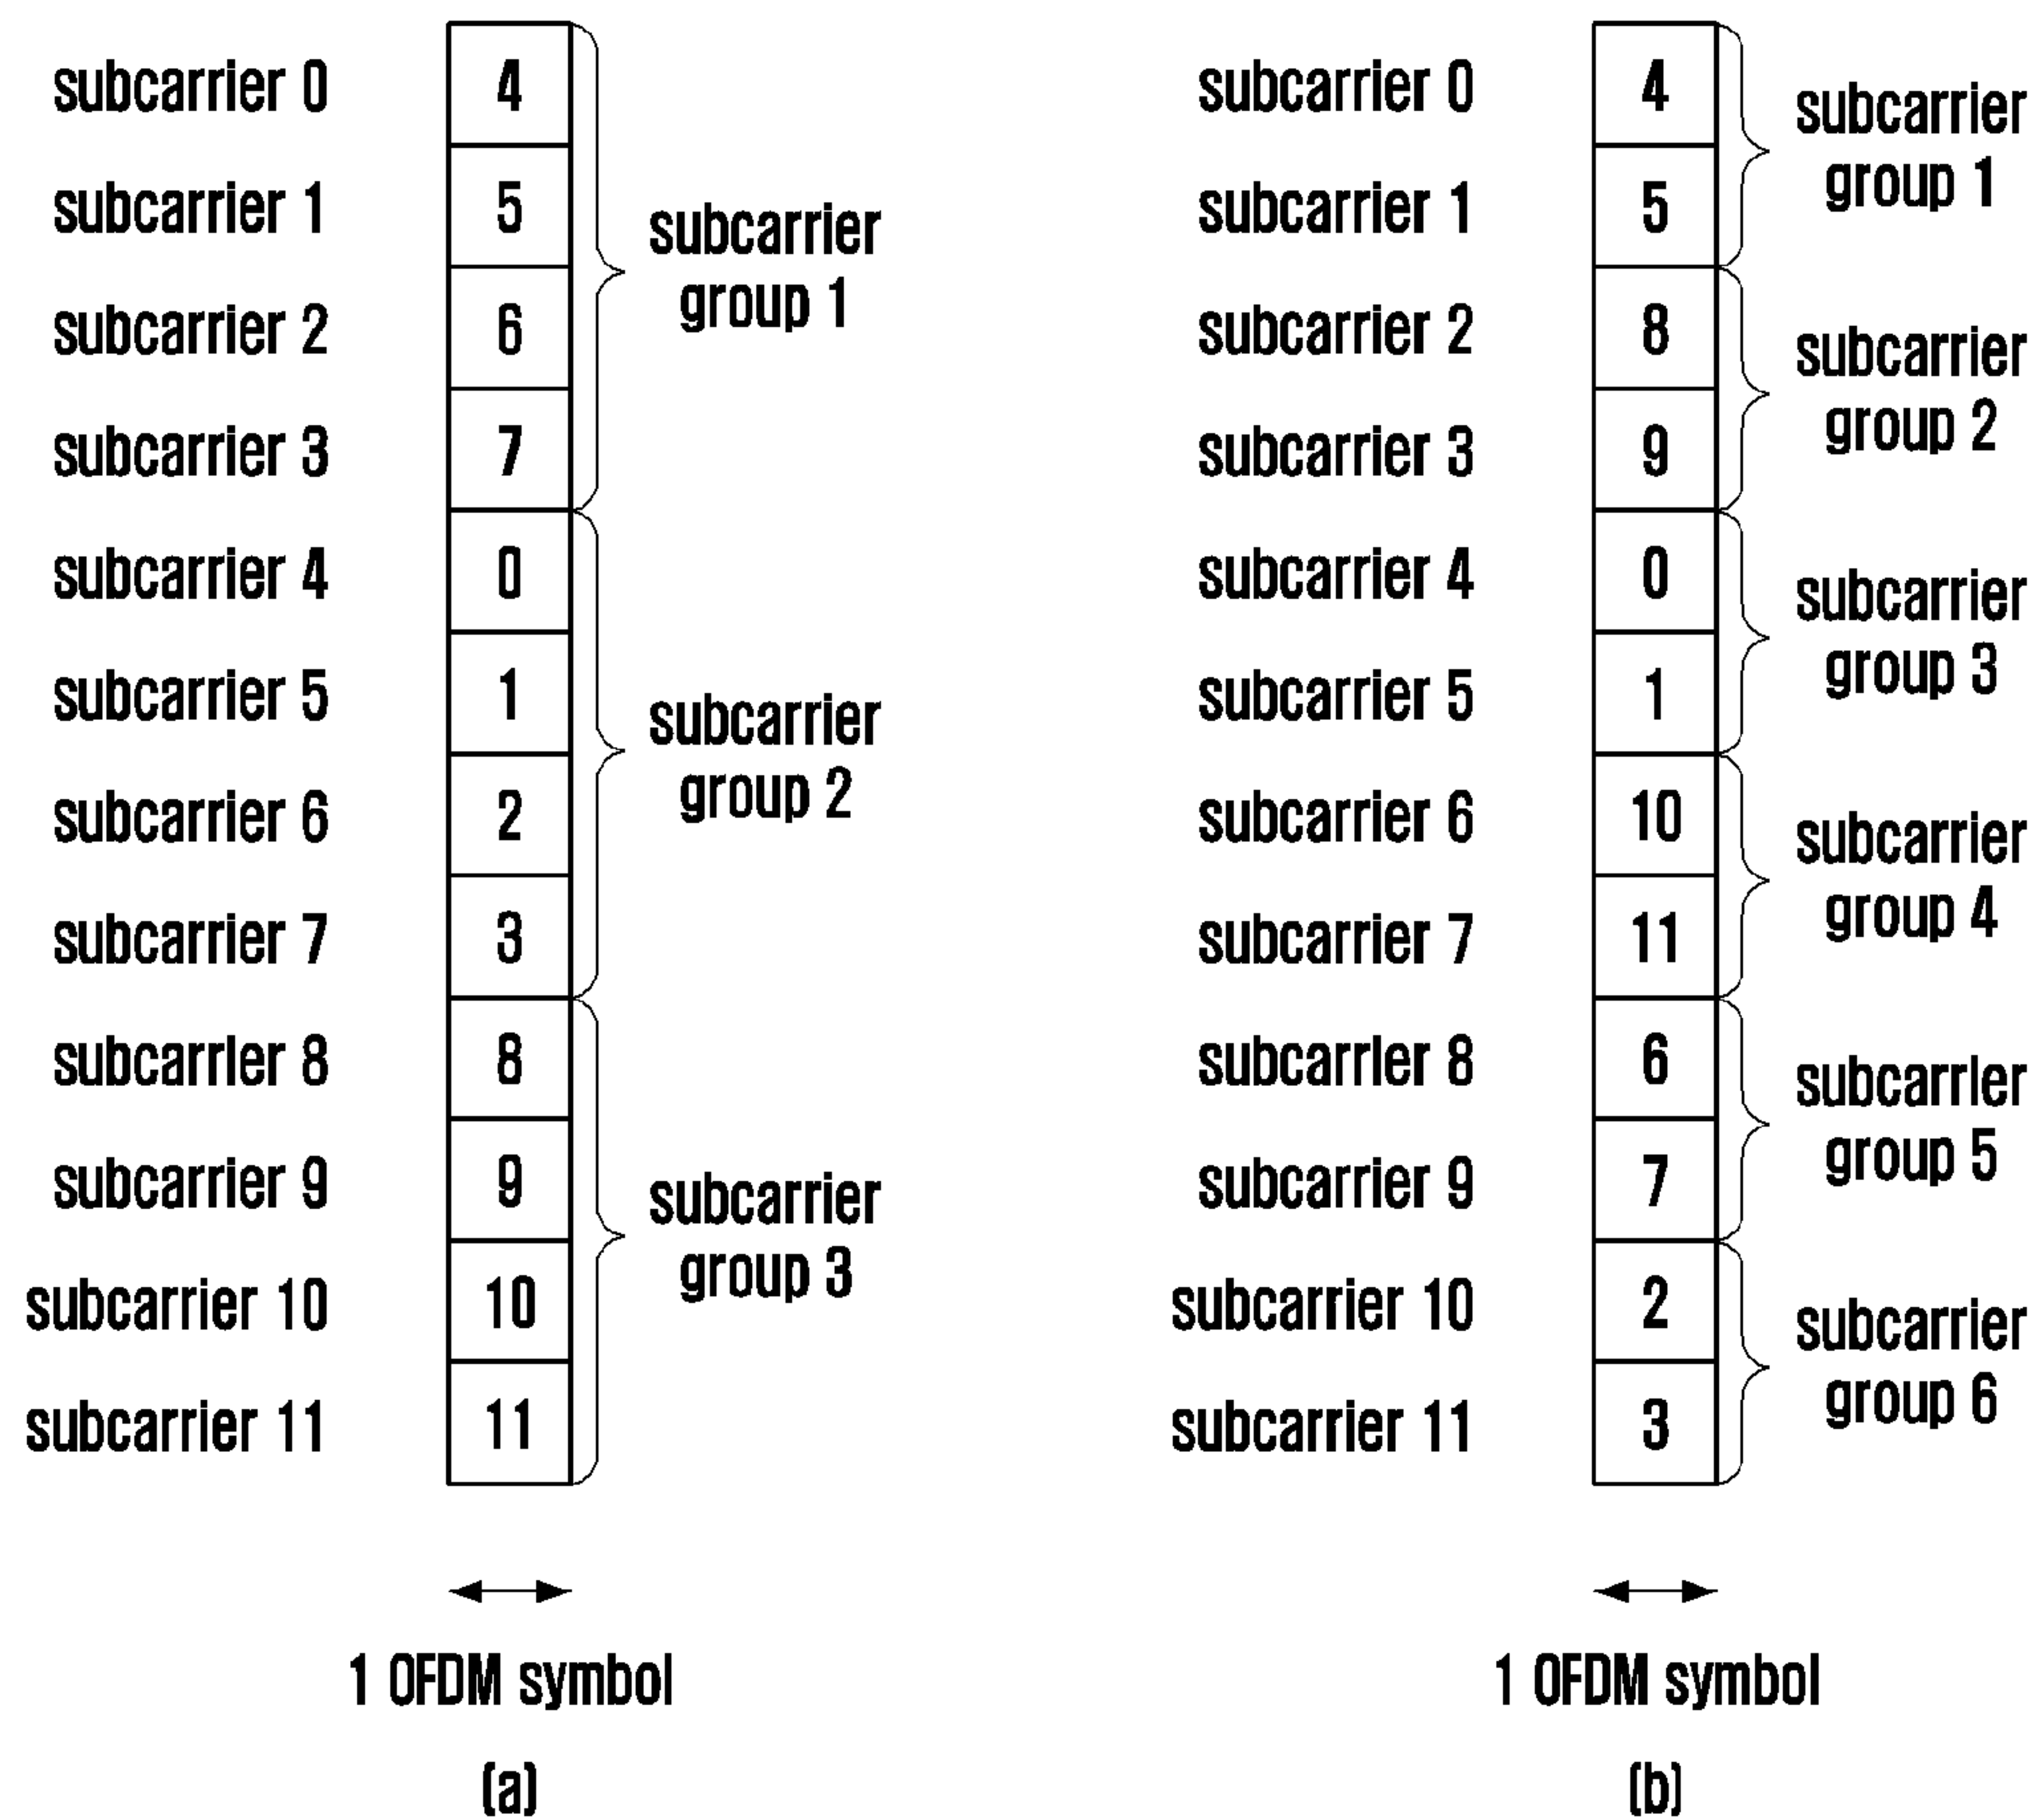 subcarrier 0 4
subcarrier 1 5
subcarrier 2 6
subcarrier 3 7
subcarrier 4 0
subcarrier 5 1
subcarrier 6 2
subcarrier 7 3
subcarrier 8 8
subcarrier 9 9
subcarrier 10 10
subcarrier 11 11
subcarrier
group 1
subcarrier
group 2
subcarrier
group 3
1 OFDM symbol
(a)
subcarrier 0 4
subcarrier 1 5
subcarrier 2 8
subcarrier 3 9
subcarrier 4 0
subcarrier 5 1
subcarrier 6 10
subcarrier 7 11
subcarrier 8 6
subcarrier 9 7
subcarrier 10 2
subcarrier 11 3
subcarrier
group 1
subcarrier
group 2
subcarrier
group 3
subcarrier
group 4
subcarrier
group 5
subcarrier
group 6
1 OFDM symbol
(b)